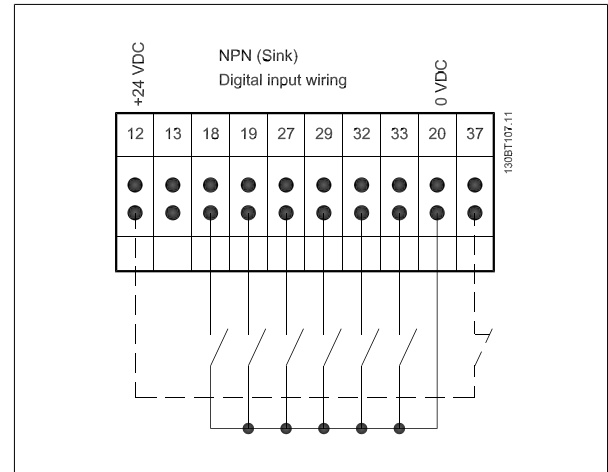 NPN (Sink)
Digital input wiring
+24 VDC
0 VDC
12 13 18 19 27 29 32 33 20 37
130BT107.11